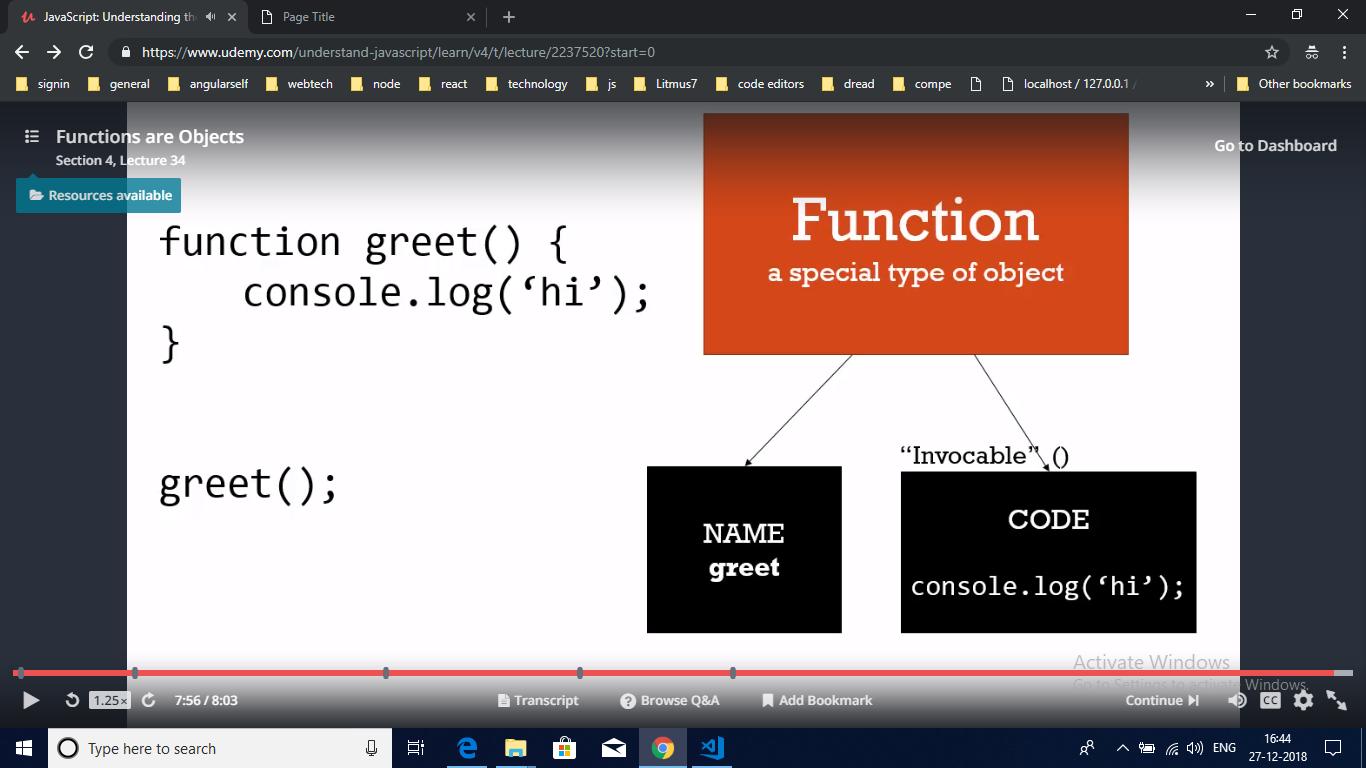 JavaScript: Understanding th
Page Title
https://www.udemy.com/understand-javascript/learn/v4/t/lecture/2237520?start=0
signin general angularself webtech node react technology js Litmus7 code editors dread compe localhost / 127.0.0.1 / » Other bookmarks
Functions are Objects
Section 4, Lecture 34
Go to Dashboard
Resources available
function greet() {
console.log(‘hi’);
}
greet();
Function
a special type of object
“Invocable” ()
NAME
greet
CODE
console.log(‘hi’);
Activate Windows
Go to Settings to activate Windows.
1.25x 7:56 / 8:03 Transcript Browse Q&A Add Bookmark Continue CC
Type here to search
ENG
16:44
27-12-2018